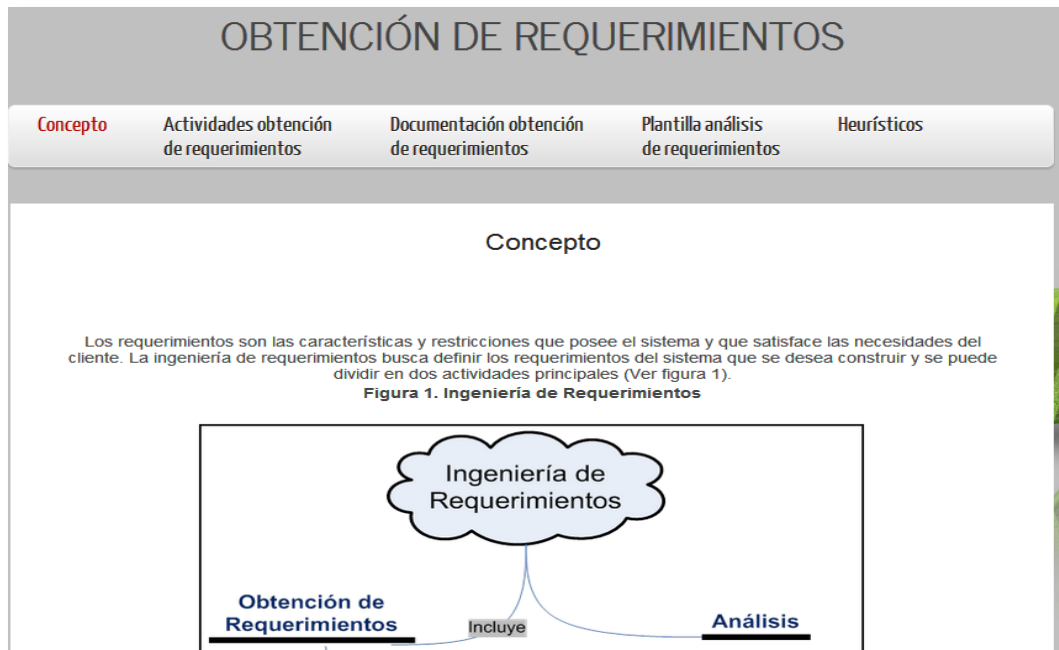 OBTENCIÓN DE REQUERIMIENTOS
Concepto
Actividades obtención
de requerimientos
Documentación obtención
de requerimientos
Plantilla análisis
de requerimientos
Heurísticos
Concepto
Los requerimientos son las características y restricciones que posee el sistema y que satisface las necesidades del
cliente. La ingeniería de requerimientos busca definir los requerimientos del sistema que se desea construir y se puede
dividir en dos actividades principales (Ver figura 1).
Figura 1. Ingeniería de Requerimientos
Ingeniería de
Requerimientos
Obtención de
Requerimientos
Incluye
Análisis